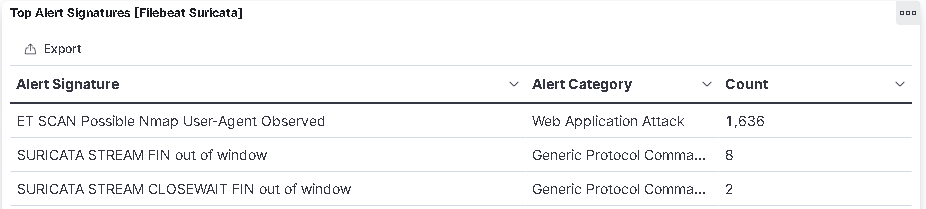 Top Alert Signatures [Filebeat Suricata]
Export
Alert Signature Alert Category Count
ET SCAN Possible Nmap User-Agent Observed Web Application Attack 1,636
SURICATA STREAM FIN out of window Generic Protocol Comma... 8
SURICATA STREAM CLOSEWAIT FIN out of window Generic Protocol Comma... 2